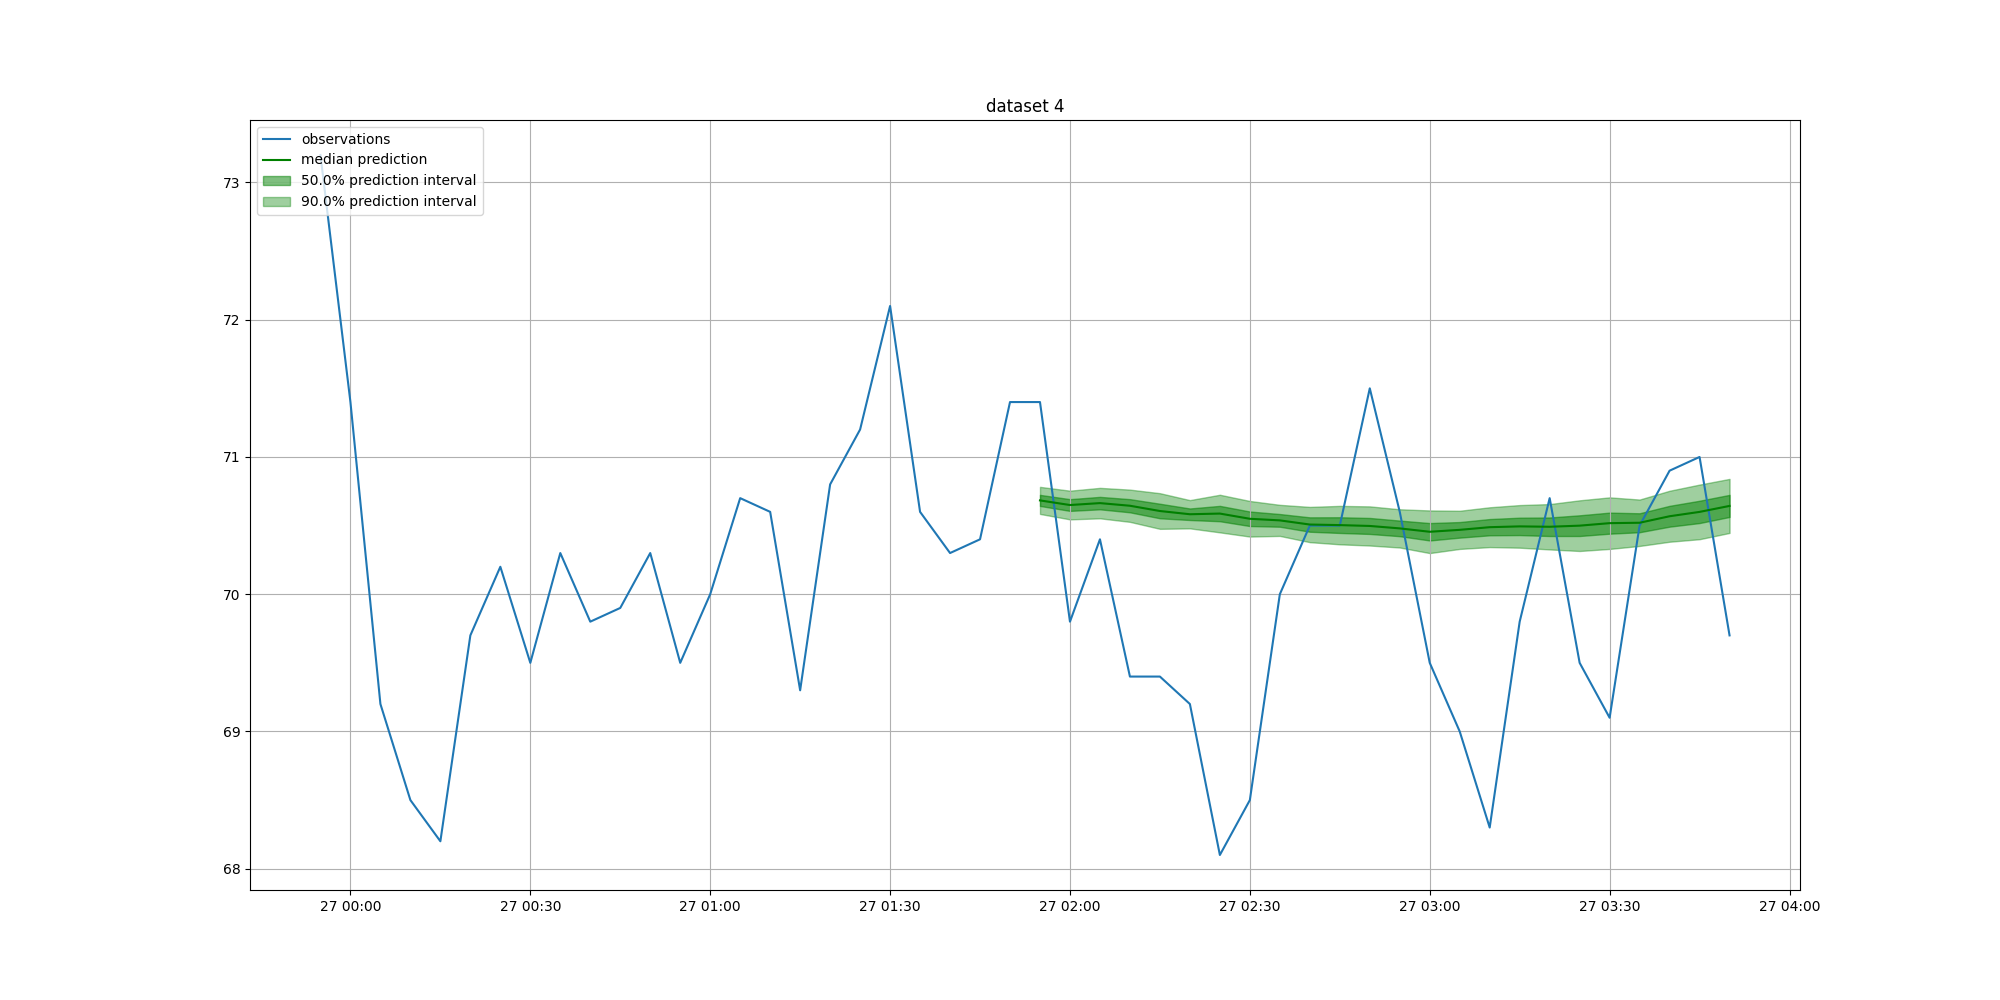 dataset 4
observations
median prediction
50.0% prediction interval
90.0% prediction interval
73
72
71
70
69
68
27 00:00 27 00:30 27 01:00 27 01:30 27 02:00 27 02:30 27 03:00 27 03:30 27 04:00